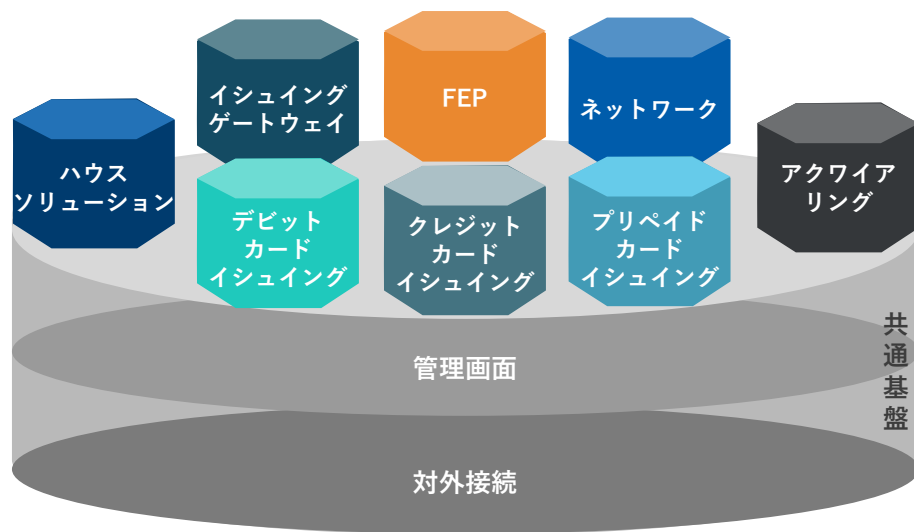 イシュイング
ゲートウェイ
FEP
ネットワーク
ハウス
ソリューション
アクワイア
リング
デビット
カード
イシュイング
クレジット
カード
イシュイング
プリペイド
カード
イシュイング
共通基盤
管理画面
対外接続